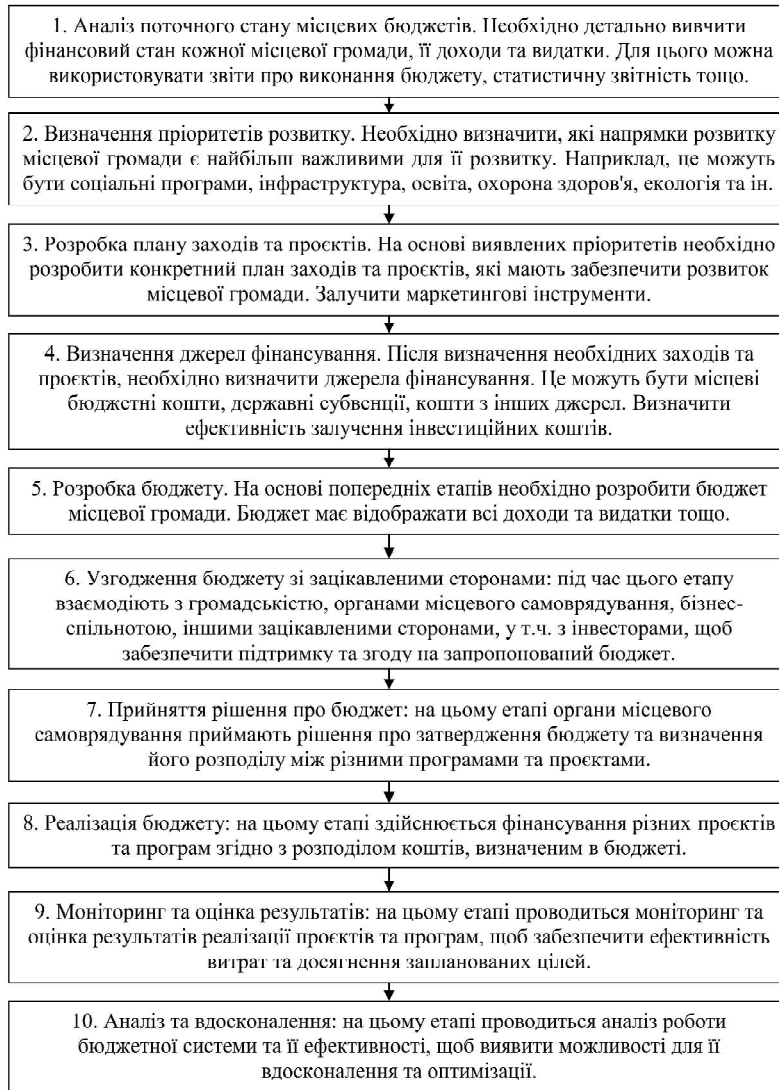 1. Аналіз поточного стану місцевих бюджетів. Необхідно детально вивчити
фінансовий стан кожної місцевої громади, її доходи та видатки. Для цього можна
використовувати звіти про виконання бюджету, статистичну звітність тощо.
2. Визначення пріоритетів розвитку. Необхідно визначити, які напрямки розвитку
місцевої громади є найбільш важливими для її розвитку. Наприклад, це можуть
бути соціальні програми, інфраструктура, освіта, охорона здоров'я, екологія та ін.
3. Розробка плану заходів та проєктів. На основі виявлених пріоритетів необхідно
розробити конкретний план заходів та проєктів, які мають забезпечити розвиток
місцевої громади. Залучити маркетингові інструменти.
4. Визначення джерел фінансування. Після визначення необхідних заходів та
проєктів, необхідно визначити джерела фінансування. Це можуть бути місцеві
бюджетні кошти, державні субвенції, кошти з інших джерел. Визначити
ефективність залучення інвестиційних коштів.
5. Розробка бюджету. На основі попередніх етапів необхідно розробити бюджет
місцевої громади. Бюджет має відображати всі доходи та видатки тощо.
6. Узгодження бюджету зі зацікавленими сторонами: під час цього етапу
взаємодіють з громадськістю, органами місцевого самоврядування, бізнес-
спільнотою, іншими зацікавленими сторонами, у т.ч. з інвесторами, щоб
забезпечити підтримку та згоду на запропонований бюджет.
7. Прийняття рішення про бюджет: на цьому етапі органи місцевого
самоврядування приймають рішення про затвердження бюджету та визначення
його розподілу між різними програмами та проєктами.
8. Реалізація бюджету: на цьому етапі здійснюється фінансування різних проєктів
та програм згідно з розподілом коштів, визначеним в бюджеті.
9. Моніторинг та оцінка результатів: на цьому етапі проводиться моніторинг та
оцінка результатів реалізації проєктів та програм, щоб забезпечити ефективність
витрат та досягнення запланованих цілей.
10. Аналіз та вдосконалення: на цьому етапі проводиться аналіз роботи
бюджетної системи та її ефективності, щоб виявити можливості для її
вдосконалення та оптимізації.